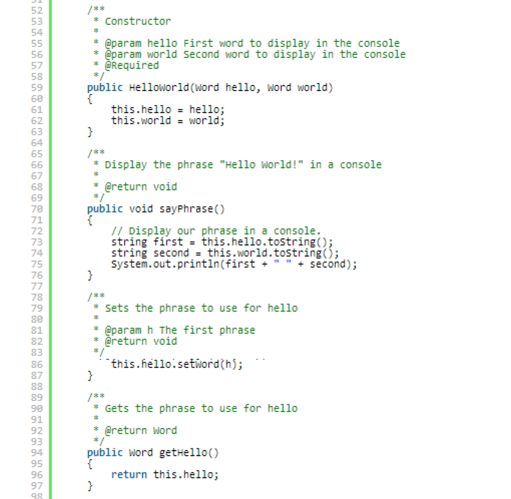 52 /**
53 * Constructor
54 *
55 * @param hello First word to display in the console
56 * @param world Second word to display in the console
57 * @Required
58 */
59 public HelloWorld(Word hello, Word world)
60 {
61 this.hello = hello;
62 this.world = world;
63 }
64
65 /**
66 * Display the phrase "Hello World!" in a console
67 *
68 * @return void
69 */
70 public void sayPhrase()
71 {
72 // Display our phrase in a console.
73 String first = this.hello.toString();
74 String second = this.world.toString();
75 System.out.println(first + " " + second);
76 }
77
78 /**
79 * Sets the phrase to use for hello
80 *
81 * @param h The first phrase
82 * @return void
83 */
86 this.hello.setWord(h);
87 }
88
89 /**
90 * Gets the phrase to use for hello
91 *
92 * @return Word
93 */
94 public Word getHello()
95 {
96 return this.hello;
97 }
98